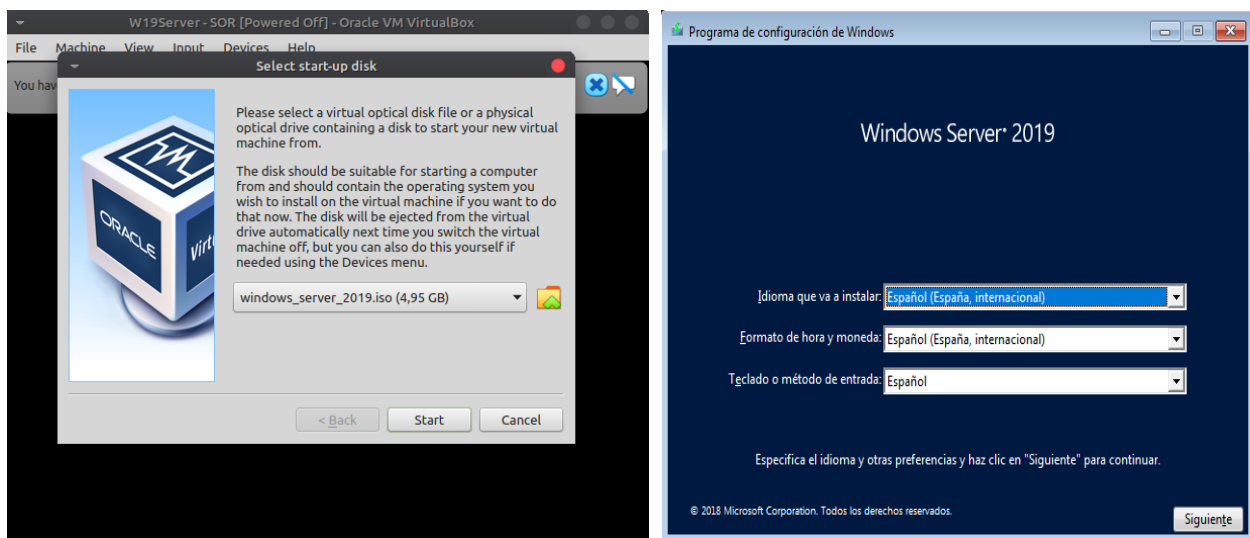 W19Server - SOR [Powered Off] - Oracle VM VirtualBox
File Machine View Input Devices Help
You hav
Select start-up disk
Please select a virtual optical disk file or a physical
optical drive containing a disk to start your new virtual
machine from.
The disk should be suitable for starting a computer
from and should contain the operating system you
wish to install on the virtual machine if you want to do
that now. The disk will be ejected from the virtual
drive automatically next time you switch the virtual
machine off, but you can also do this yourself if
needed using the Devices menu.
ORACLE
Virt
windows_server_2019.iso (4,95 GB)
< Back Start Cancel
Programa de configuración de Windows
Windows Server 2019
Idioma que va a instalar: Español (España, internacional)
Formato de hora y moneda: Español (España, internacional)
Teclado o método de entrada: Español
Especifica el idioma y otras preferencias y haz clic en "Siguiente" para continuar.
© 2018 Microsoft Corporation. Todos los derechos reservados.
Siguiente